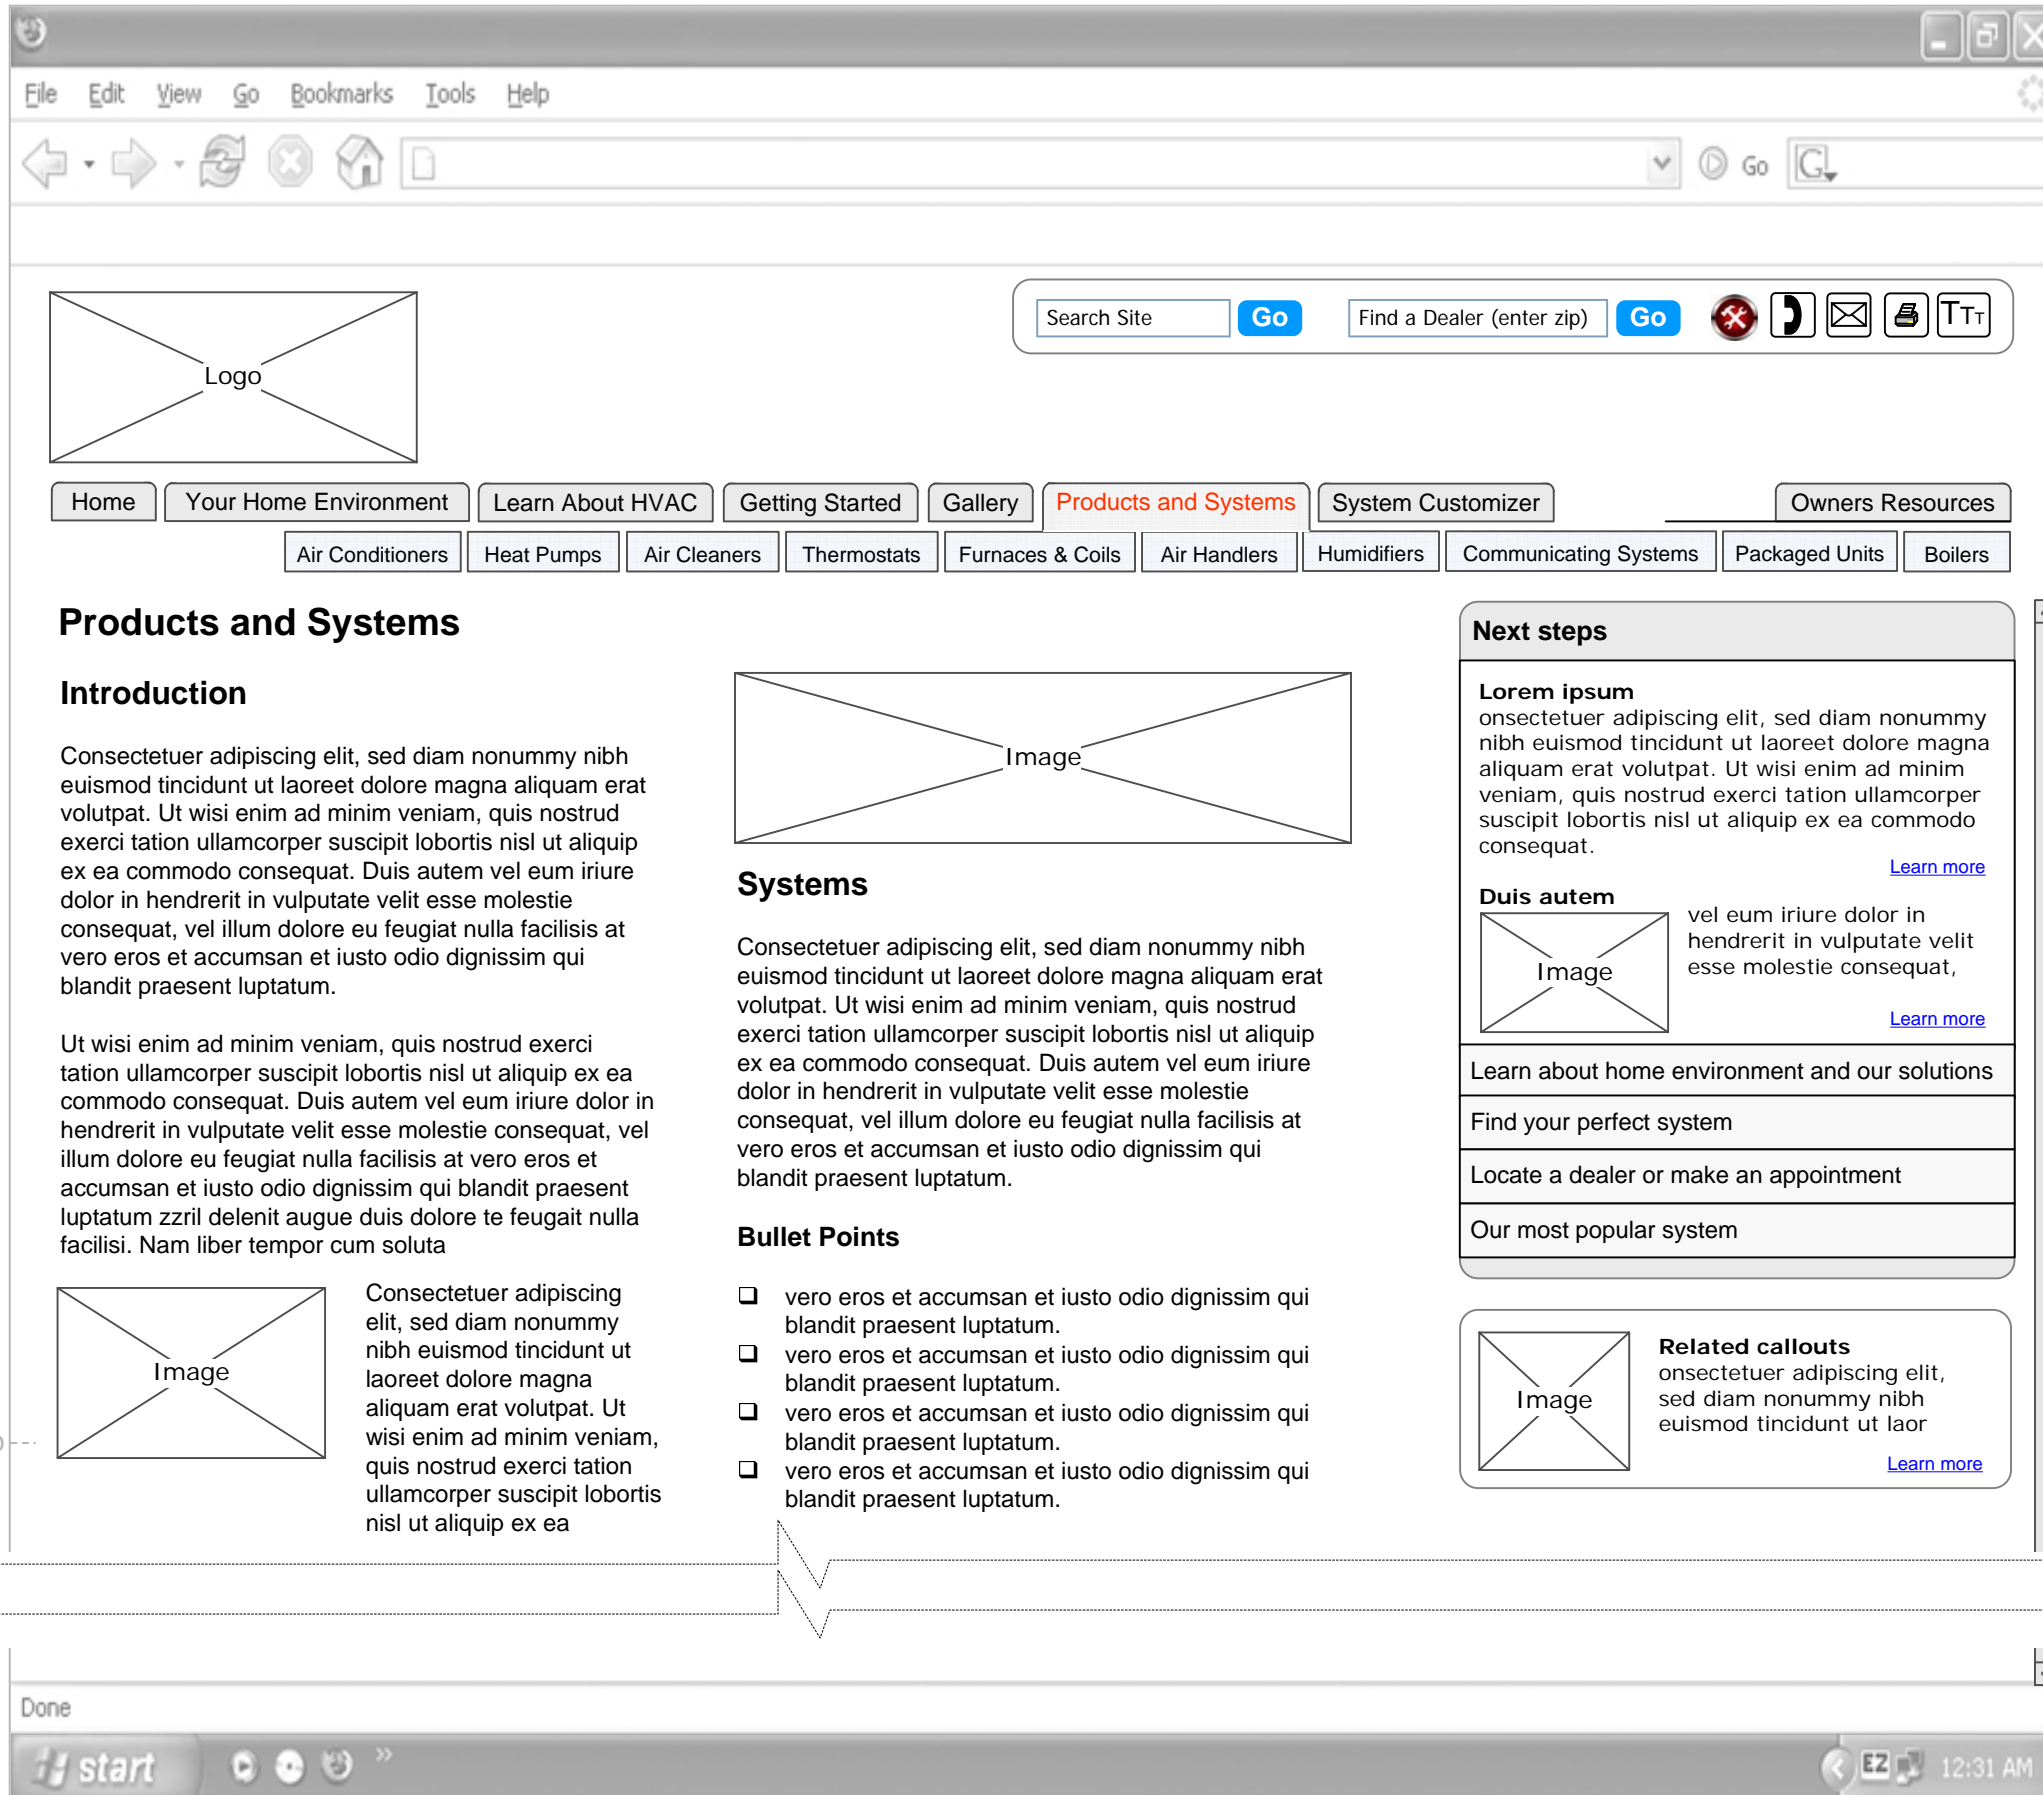 File Edit View Go Bookmarks Tools Help
Go G
Search Site Go Find a Dealer (enter zip) Go TTT
Logo
Home Your Home Environment Learn About HVAC Getting Started Gallery Products and Systems System Customizer Owners Resources
Air Conditioners Heat Pumps Air Cleaners Thermostats Furnaces & Coils Air Handlers Humidifiers Communicating Systems Packaged Units Boilers
Products and Systems
Introduction
Consectetuer adipiscing elit, sed diam nonummy nibh
euismod tincidunt ut laoreet dolore magna aliquam erat
volutpat. Ut wisi enim ad minim veniam, quis nostrud
exerci tation ullamcorper suscipit lobortis nisl ut aliquip
ex ea commodo consequat. Duis autem vel eum iriure
dolor in hendrerit in vulputate velit esse molestie
consequat, vel illum dolore eu feugiat nulla facilisis at
vero eros et accumsan et iusto odio dignissim qui
blandit praesent luptatum.
Ut wisi enim ad minim veniam, quis nostrud exerci
tation ullamcorper suscipit lobortis nisl ut aliquip ex ea
commodo consequat. Duis autem vel eum iriure dolor in
hendrerit in vulputate velit esse molestie consequat, vel
illum dolore eu feugiat nulla facilisis at vero eros et
accumsan et iusto odio dignissim qui blandit praesent
luptatum zzril delenit augue duis dolore te feugait nulla
facilisi. Nam liber tempor cum soluta
Image
Consectetuer adipiscing
elit, sed diam nonummy
nibh euismod tincidunt ut
laoreet dolore magna
aliquam erat volutpat. Ut
wisi enim ad minim veniam,
quis nostrud exerci tation
ullamcorper suscipit lobortis
nisl ut aliquip ex ea
Image
Systems
Consectetuer adipiscing elit, sed diam nonummy nibh
euismod tincidunt ut laoreet dolore magna aliquam erat
volutpat. Ut wisi enim ad minim veniam, quis nostrud
exerci tation ullamcorper suscipit lobortis nisl ut aliquip
ex ea commodo consequat. Duis autem vel eum iriure
dolor in hendrerit in vulputate velit esse molestie
consequat, vel illum dolore eu feugiat nulla facilisis at
vero eros et accumsan et iusto odio dignissim qui
blandit praesent luptatum.
Bullet Points
❑ vero eros et accumsan et iusto odio dignissim qui
blandit praesent luptatum.
❑ vero eros et accumsan et iusto odio dignissim qui
blandit praesent luptatum.
❑ vero eros et accumsan et iusto odio dignissim qui
blandit praesent luptatum.
❑ vero eros et accumsan et iusto odio dignissim qui
blandit praesent luptatum.
Next steps
Lorem ipsum
onsectetuer adipiscing elit, sed diam nonummy
nibh euismod tincidunt ut laoreet dolore magna
aliquam erat volutpat. Ut wisi enim ad minim
veniam, quis nostrud exerci tation ullamcorper
suscipit lobortis nisl ut aliquip ex ea commodo
consequat.
Learn more
Duis autem
Image
vel eum iriure dolor in
hendrerit in vulputate velit
esse molestie consequat,
Learn more
Learn about home environment and our solutions
Find your perfect system
Locate a dealer or make an appointment
Our most popular system
Image
Related callouts
onsectetuer adipiscing elit,
sed diam nonummy nibh
euismod tincidunt ut laor
Learn more
Done
start » EZ 12:31 AM